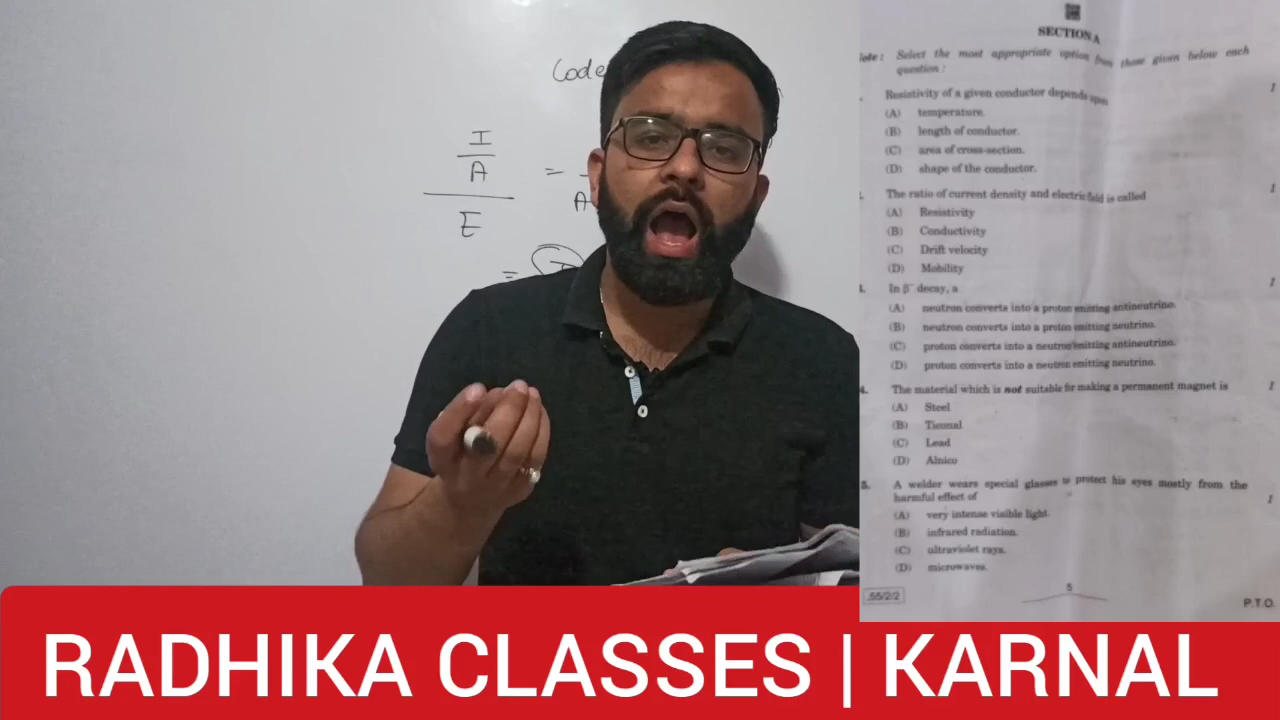 Code
I
A
=
A
E
=
SECTION A
Note: Select the most appropriate option from those given below each
question :
Resistivity of a given conductor depends upon 1
(A) temperature.
(B) length of conductor.
(C) area of cross-section.
(D) shape of the conductor.
The ratio of current density and electric field is called 1
(A) Resistivity
(B) Conductivity
(C) Drift velocity
(D) Mobility
In β⁻ decay, a 1
(A) neutron converts into a proton emitting antineutrino.
(B) neutron converts into a proton emitting neutrino.
(C) proton converts into a neutron emitting antineutrino.
(D) proton converts into a neutron emitting neutrino.
4. The material which is not suitable for making a permanent magnet is 1
(A) Steel
(B) Ticonal
(C) Lead
(D) Alnico
5. A welder wears special glasses to protect his eyes mostly from the
harmful effect of 1
(A) very intense visible light.
(B) infrared radiation.
(C) ultraviolet rays.
(D) microwaves.
.55/2/2 5 P.T.O.
RADHIKA CLASSES | KARNAL